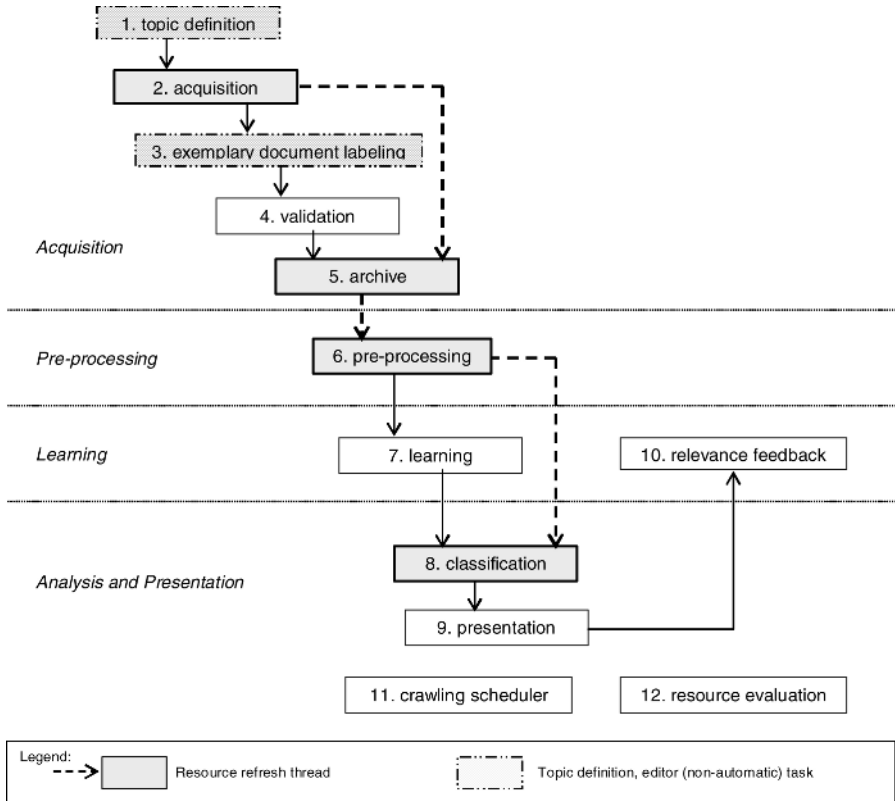 1. topic definition
2. acquisition
3. exemplary document labeling
4. validation
Acquisition
5. archive
Pre-processing
6. pre-processing
Learning
7. learning
10. relevance feedback
8. classification
Analysis and Presentation
9. presentation
11. crawling scheduler
12. resource evaluation
Legend:
Resource refresh thread
Topic definition, editor (non-automatic) task